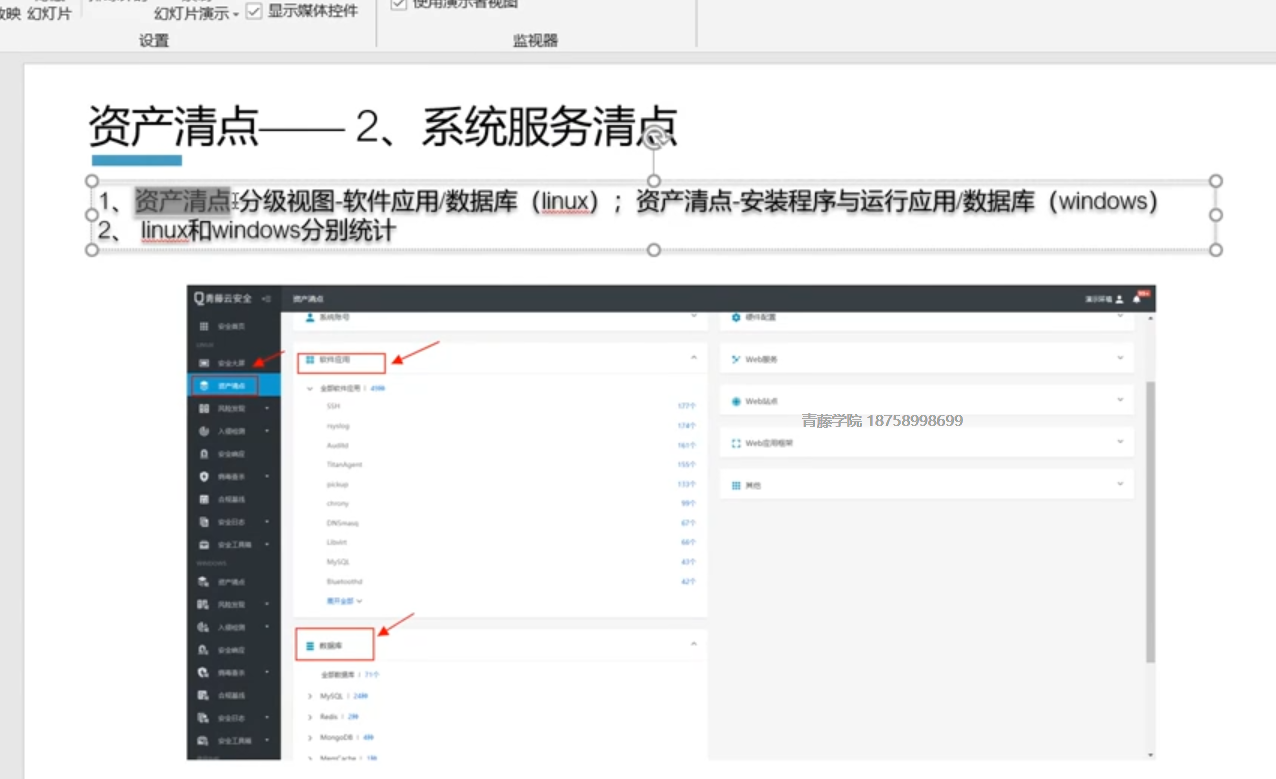 放映 幻灯片
幻灯片演示
显示媒体控件
使用演示者视图
设置
监视器
资产清点—— 2、系统服务清点
1、资产清点-分级视图-软件应用/数据库（linux）；资产清点-安装程序与运行应用/数据库（windows）
2、 linux和windows分别统计
青藤云安全
资产清点
演示环境
安全首页
LINUX
安全大屏
资产清点
风险发现
入侵检测
安全响应
合规基线
安全日志
安全工具箱
WINDOWS
资产清点
风险发现
入侵检测
安全响应
合规基线
安全日志
安全工具箱
系统账号
软件应用
全部软件应用
SSH 177个
rsyslog 174个
Auditd 161个
TitanAgent 155个
pickup 113个
chrony 99个
DNSmasq 67个
Libvirt 66个
MySQL 43个
Bluetoothd 42个
展开全部
数据库
全部数据库 | 71个
MySQL
Redis
MongoDB
MemCache
硬件配置
Web服务
Web站点
青藤学院 18758998699
Web应用框架
其他